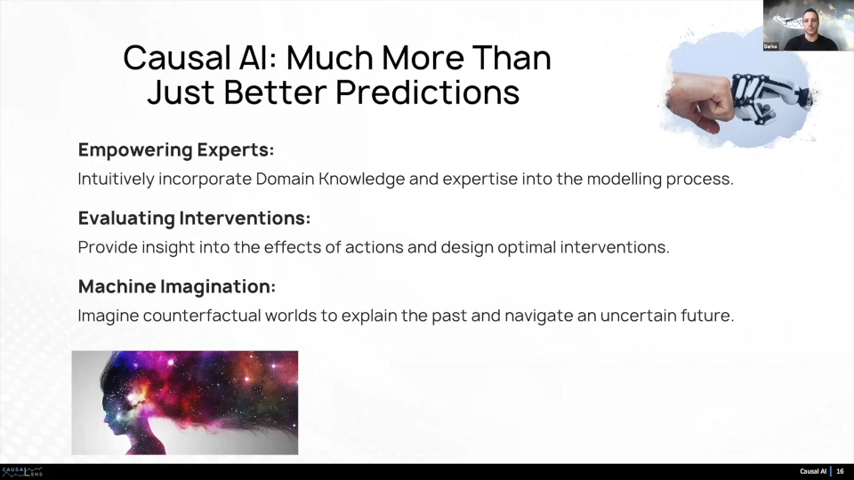 Causal AI: Much More Than
Just Better Predictions
Empowering Experts:
Intuitively incorporate Domain Knowledge and expertise into the modelling process.
Evaluating Interventions:
Provide insight into the effects of actions and design optimal interventions.
Machine Imagination:
Imagine counterfactual worlds to explain the past and navigate an uncertain future.
Darko
CAUSAL
LENS
Causal AI | 16